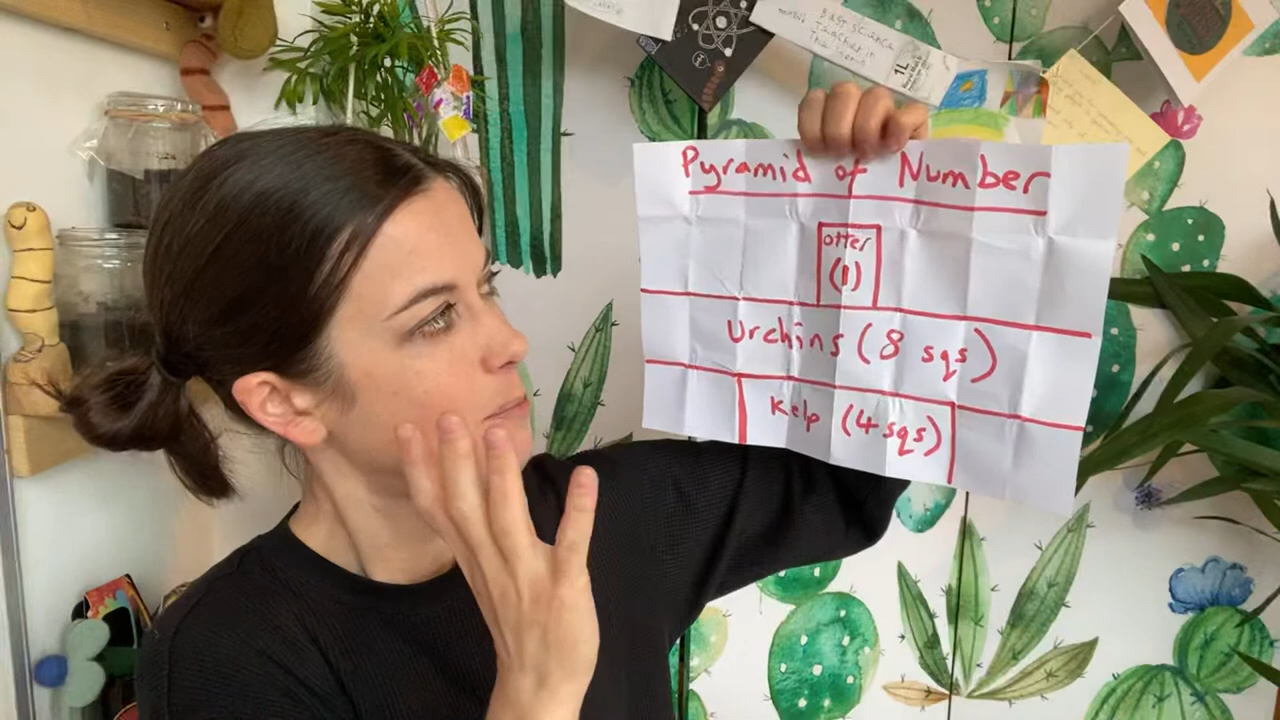 Best science
teacher in
the world
1L
Pyramid of Number
otter
(1)
Urchins (8 sqs)
Kelp (4 sqs)